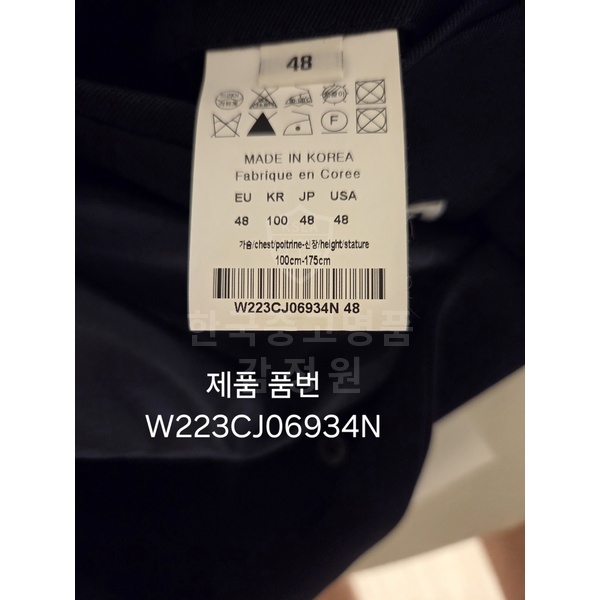 48
MADE IN KOREA
Fabrique en Coree
EU KR JP USA
48 100 48 48
가슴/chest/poitrine-신장/height/stature
100cm-175cm
W223CJ06934N 48
한국중고명품
감정원
제품 품번
W223CJ06934N